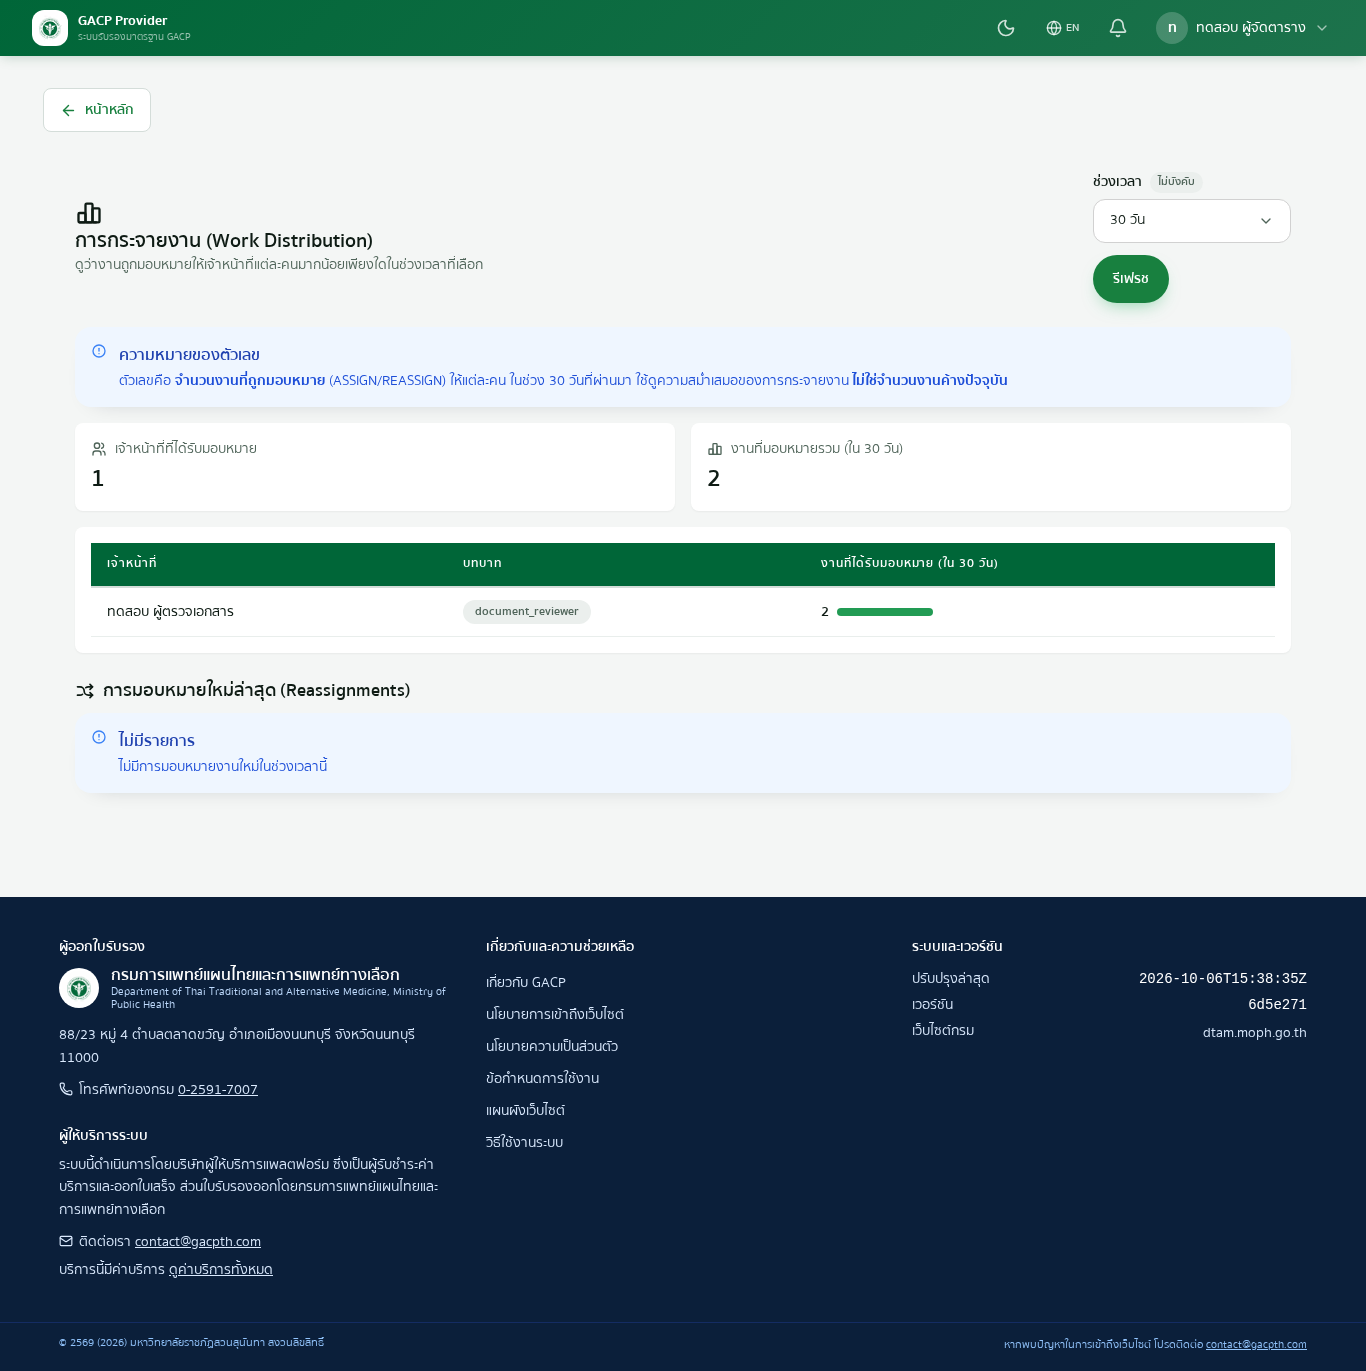 GACP Provider
ระบบรับรองมาตรฐาน GACP
EN
ท
ทดสอบ ผู้จัดตาราง
หน้าหลัก
ช่วงเวลา
ไม่บังคับ
30 วัน
รีเฟรช
การกระจายงาน (Work Distribution)
ดูว่างานถูกมอบหมายให้เจ้าหน้าที่แต่ละคนมากน้อยเพียงใดในช่วงเวลาที่เลือก
ความหมายของตัวเลข
ตัวเลขคือ จำนวนงานที่ถูกมอบหมาย (ASSIGN/REASSIGN) ให้แต่ละคน ในช่วง 30 วันที่ผ่านมา ใช้ดูความสม่ำเสมอของการกระจายงาน ไม่ใช่จำนวนงานค้างปัจจุบัน
เจ้าหน้าที่ที่ได้รับมอบหมาย
1
งานที่มอบหมายรวม (ใน 30 วัน)
2
เจ้าหน้าที่ บทบาท งานที่ได้รับมอบหมาย (ใน 30 วัน)
ทดสอบ ผู้ตรวจเอกสาร document_reviewer 2
การมอบหมายใหม่ล่าสุด (Reassignments)
ไม่มีรายการ
ไม่มีการมอบหมายงานใหม่ในช่วงเวลานี้
ผู้ออกใบรับรอง
กรมการแพทย์แผนไทยและการแพทย์ทางเลือก
Department of Thai Traditional and Alternative Medicine, Ministry of
Public Health
88/23 หมู่ 4 ตำบลตลาดขวัญ อำเภอเมืองนนทบุรี จังหวัดนนทบุรี
11000
โทรศัพท์ของกรม 0-2591-7007
ผู้ให้บริการระบบ
ระบบนี้ดำเนินการโดยบริษัทผู้ให้บริการแพลตฟอร์ม ซึ่งเป็นผู้รับชำระค่า
บริการและออกใบเสร็จ ส่วนใบรับรองออกโดยกรมการแพทย์แผนไทยและ
การแพทย์ทางเลือก
ติดต่อเรา contact@gacpth.com
บริการนี้มีค่าบริการ ดูค่าบริการทั้งหมด
เกี่ยวกับและความช่วยเหลือ
เกี่ยวกับ GACP
นโยบายการเข้าถึงเว็บไซต์
นโยบายความเป็นส่วนตัว
ข้อกำหนดการใช้งาน
แผนผังเว็บไซต์
วิธีใช้งานระบบ
ระบบและเวอร์ชัน
ปรับปรุงล่าสุด 2026-10-06T15:38:35Z
เวอร์ชัน 6d5e271
เว็บไซต์กรม dtam.moph.go.th
© 2569 (2026) มหาวิทยาลัยราชภัฏสวนสุนันทา สงวนลิขสิทธิ์
หากพบปัญหาในการเข้าถึงเว็บไซต์ โปรดติดต่อ contact@gacpth.com